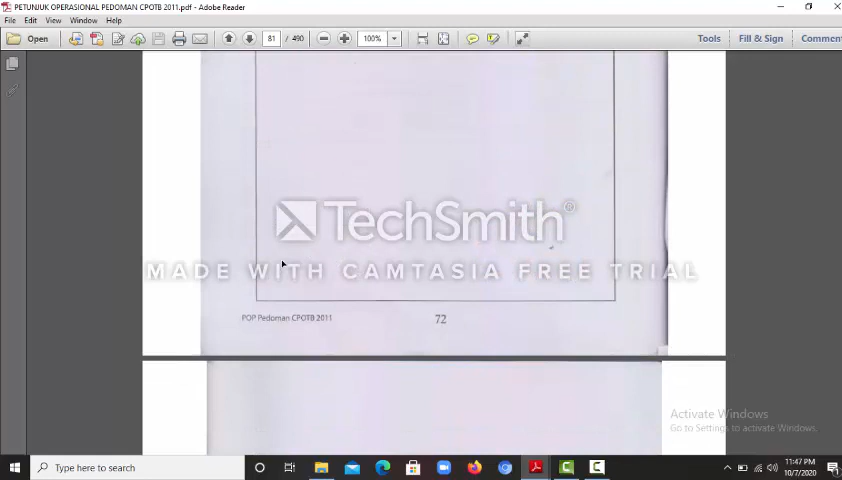 PETUNJUK OPERASIONAL PEDOMAN CPOTB 2011.pdf - Adobe Reader
File Edit View Window Help
Open 81 / 490 100% Tools Fill & Sign Comment
TechSmith®
MADE WITH CAMTASIA FREE TRIAL
POP Pedoman CPOTB 2011 72
Activate Windows
Go to Settings to activate Windows.
Type here to search
11:47 PM
10/7/2020